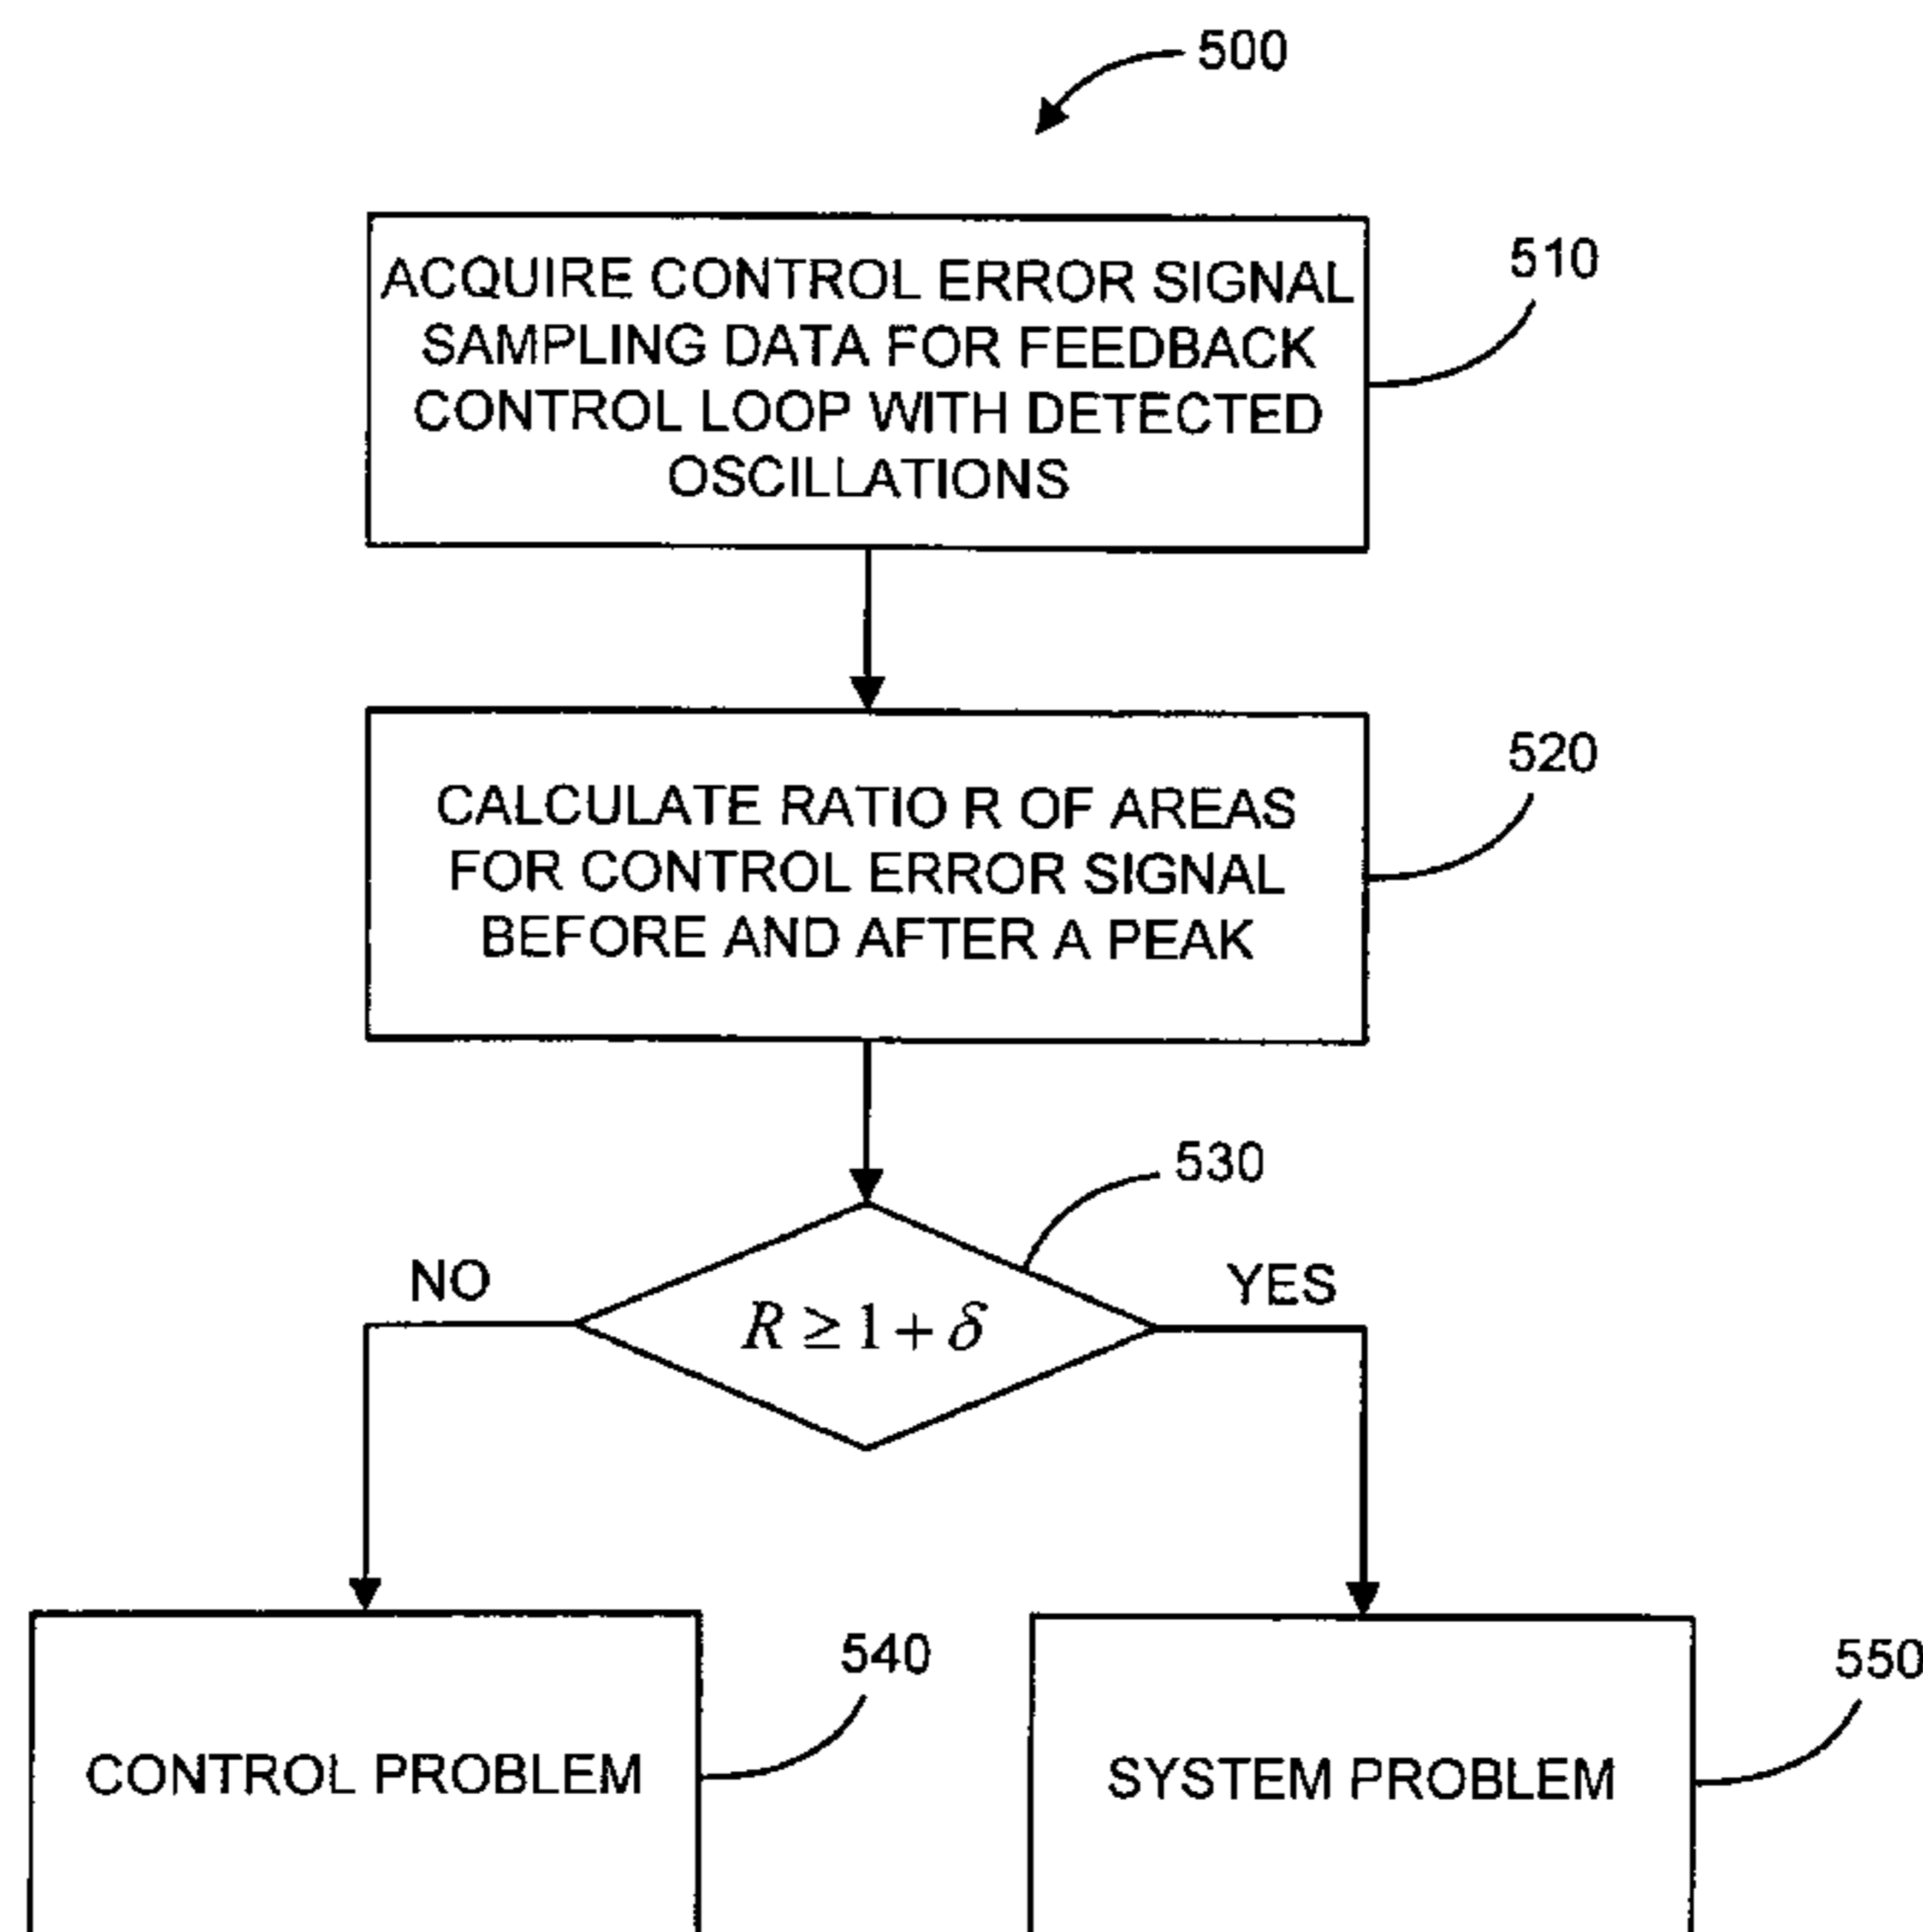 500
ACQUIRE CONTROL ERROR SIGNAL
SAMPLING DATA FOR FEEDBACK
CONTROL LOOP WITH DETECTED
OSCILLATIONS
510
CALCULATE RATIO R OF AREAS
FOR CONTROL ERROR SIGNAL
BEFORE AND AFTER A PEAK
520
530
NO
R ≥ 1 + δ
YES
CONTROL PROBLEM
540
SYSTEM PROBLEM
550